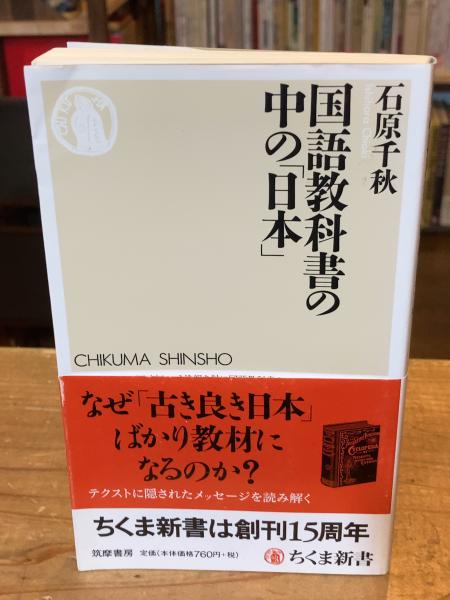 石原千秋
Ishihara Chiaki
国語教科書の
中の「日本」
CHIKUMA SHINSHO
なぜ「古き良き日本」
ばかり教材に
なるのか?
テクストに隠されたメッセージを読み解く
ちくま新書は創刊15周年
筑摩書房 定価(本体価格760円+税)
ちくま新書